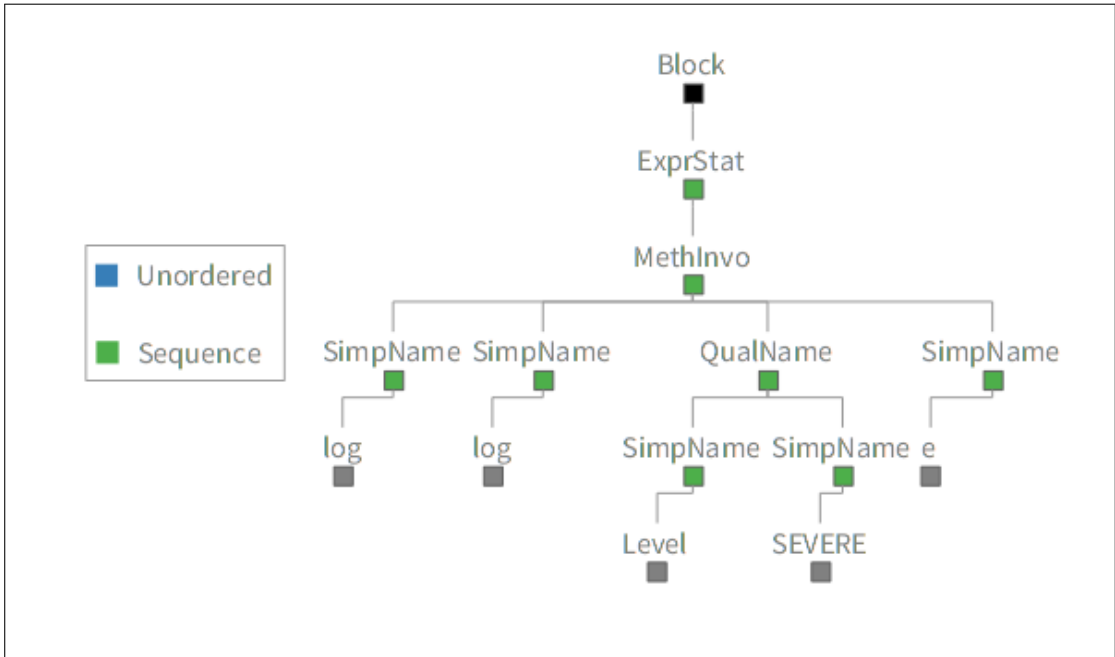 Block
ExprStat
MethInvo
Unordered
Sequence
SimpName SimpName QualName SimpName
log log SimpName SimpName e
Level SEVERE